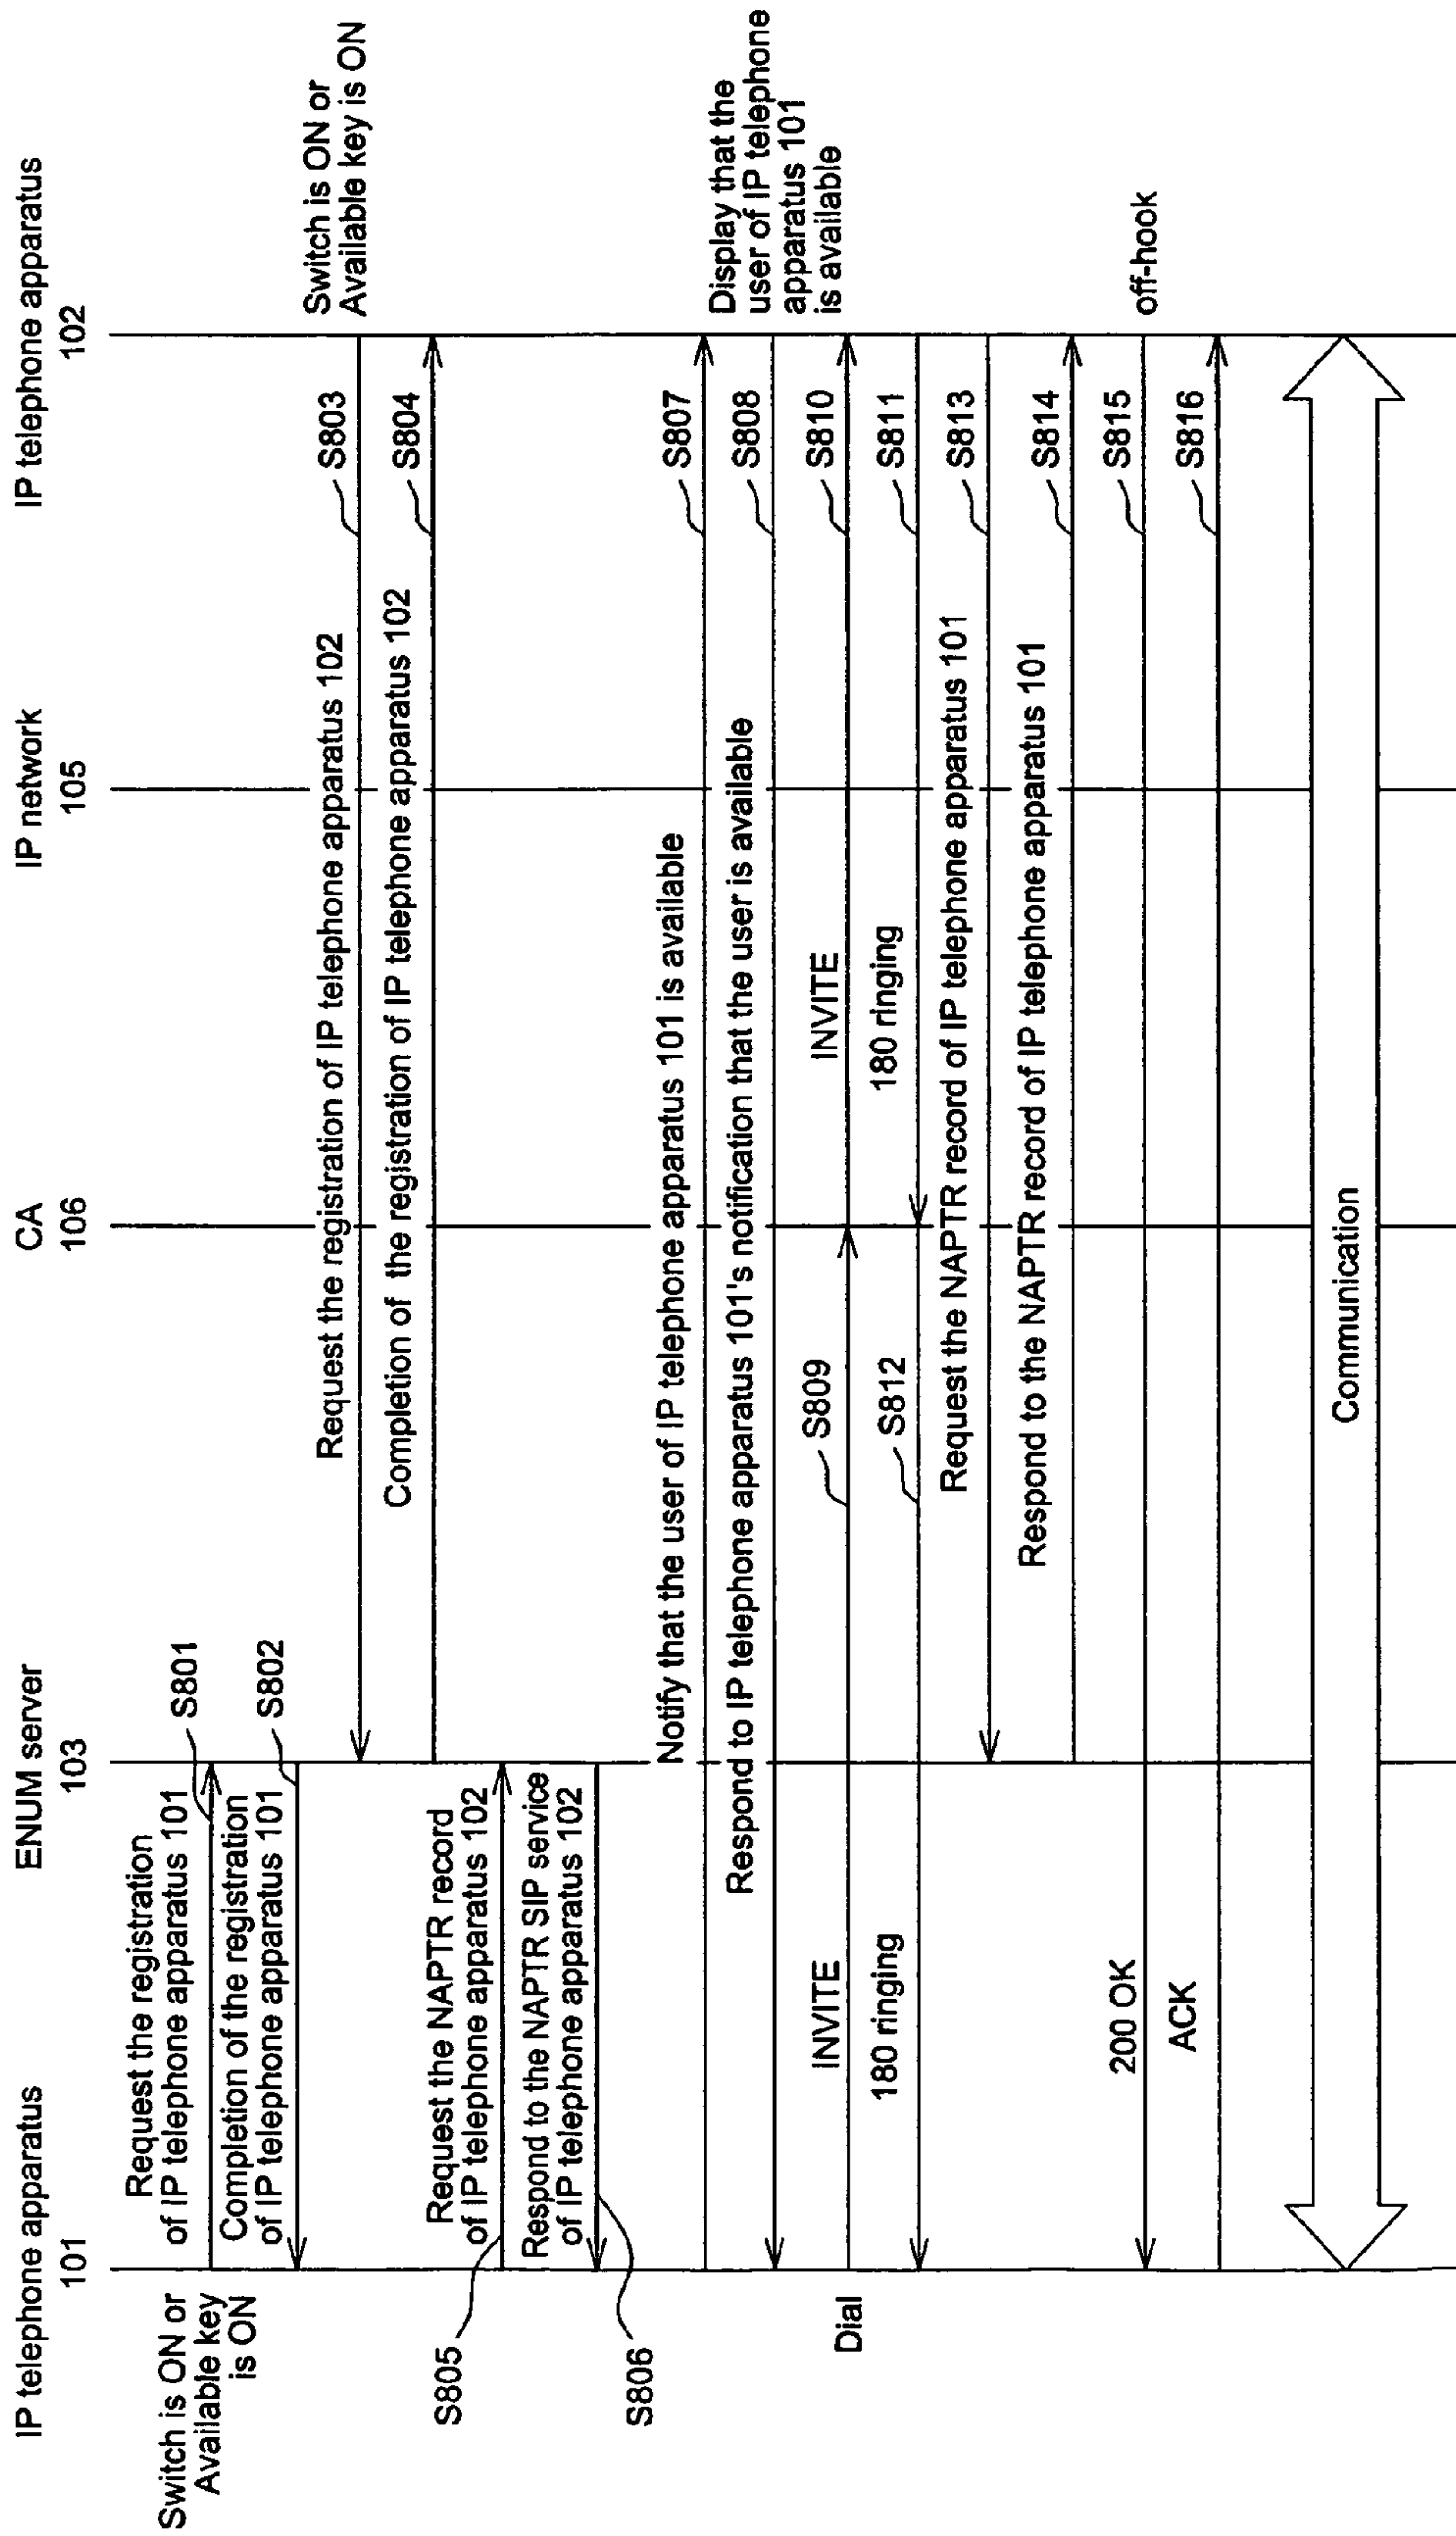 IP telephone apparatus
101
ENUM server
103
CA
106
IP network
105
IP telephone apparatus
102
Switch is ON or
Available key
is ON
Request the registration
of IP telephone apparatus 101
S801
Completion of the registration
of IP telephone apparatus 101
S802
Switch is ON or
Available key is ON
Request the registration of IP telephone apparatus 102
S803
Completion of the registration of IP telephone apparatus 102
S804
Request the NAPTR record
of IP telephone apparatus 102
S805
Respond to the NAPTR SIP service
of IP telephone apparatus 102
S806
Notify that the user of IP telephone apparatus 101 is available
S807
Display that the
user of IP telephone
apparatus 101
is available
Respond to IP telephone apparatus 101's notification that the user is available
S808
Dial
INVITE
S809
INVITE
S810
180 ringing
S812
180 ringing
S811
Request the NAPTR record of IP telephone apparatus 101
S813
Respond to the NAPTR record of IP telephone apparatus 101
S814
200 OK
S815
off-hook
ACK
S816
Communication